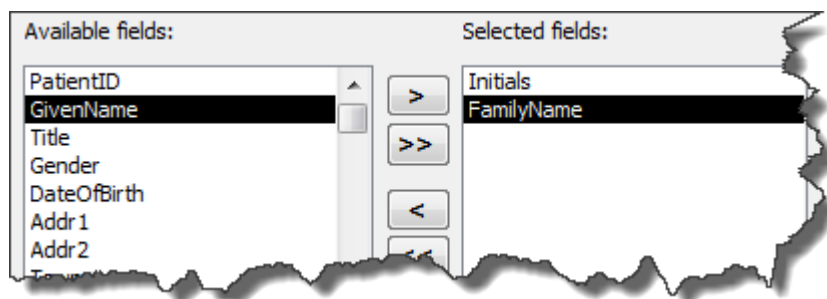 Available fields:
PatientID
GivenName
Title
Gender
DateOfBirth
Addr1
Addr2
>
>>
<
<<
Selected fields:
Initials
FamilyName